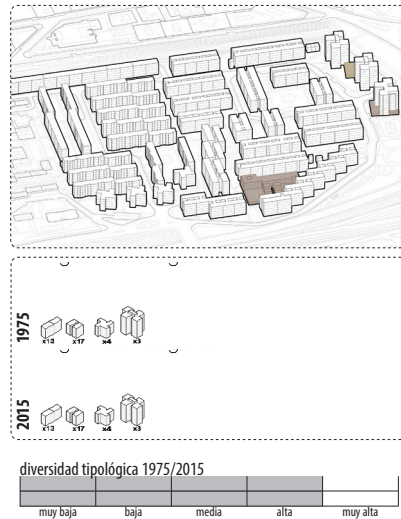 1975
x13 x17 x4 x3
2015
x13 x17 x4 x3
diversidad tipológica 1975/2015
muy baja baja media alta muy alta